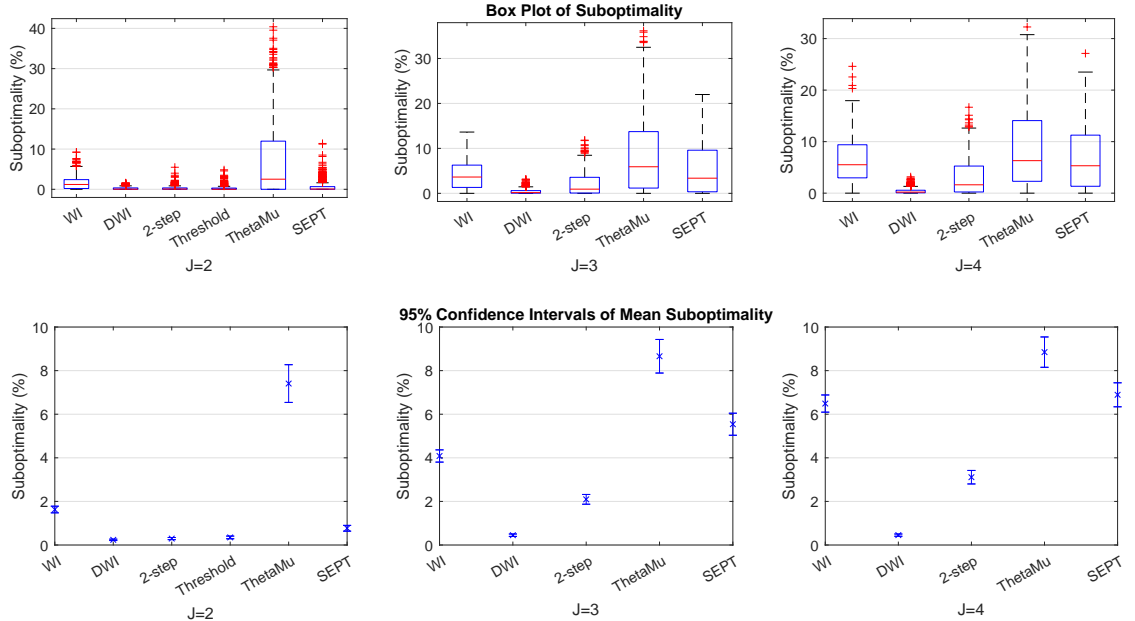 Box Plot of Suboptimality
Suboptimality (%)
40
30
20
10
0
WI
DWI
2-step
Threshold
ThetaMu
SEPT
J=2
Suboptimality (%)
30
20
10
0
WI
DWI
2-step
ThetaMu
SEPT
J=3
Suboptimality (%)
30
20
10
0
WI
DWI
2-step
ThetaMu
SEPT
J=4
95% Confidence Intervals of Mean Suboptimality
Suboptimality (%)
10
8
6
4
2
0
WI
DWI
2-step
Threshold
ThetaMu
SEPT
J=2
Suboptimality (%)
10
8
6
4
2
0
WI
DWI
2-step
ThetaMu
SEPT
J=3
Suboptimality (%)
10
8
6
4
2
0
WI
DWI
2-step
ThetaMu
SEPT
J=4